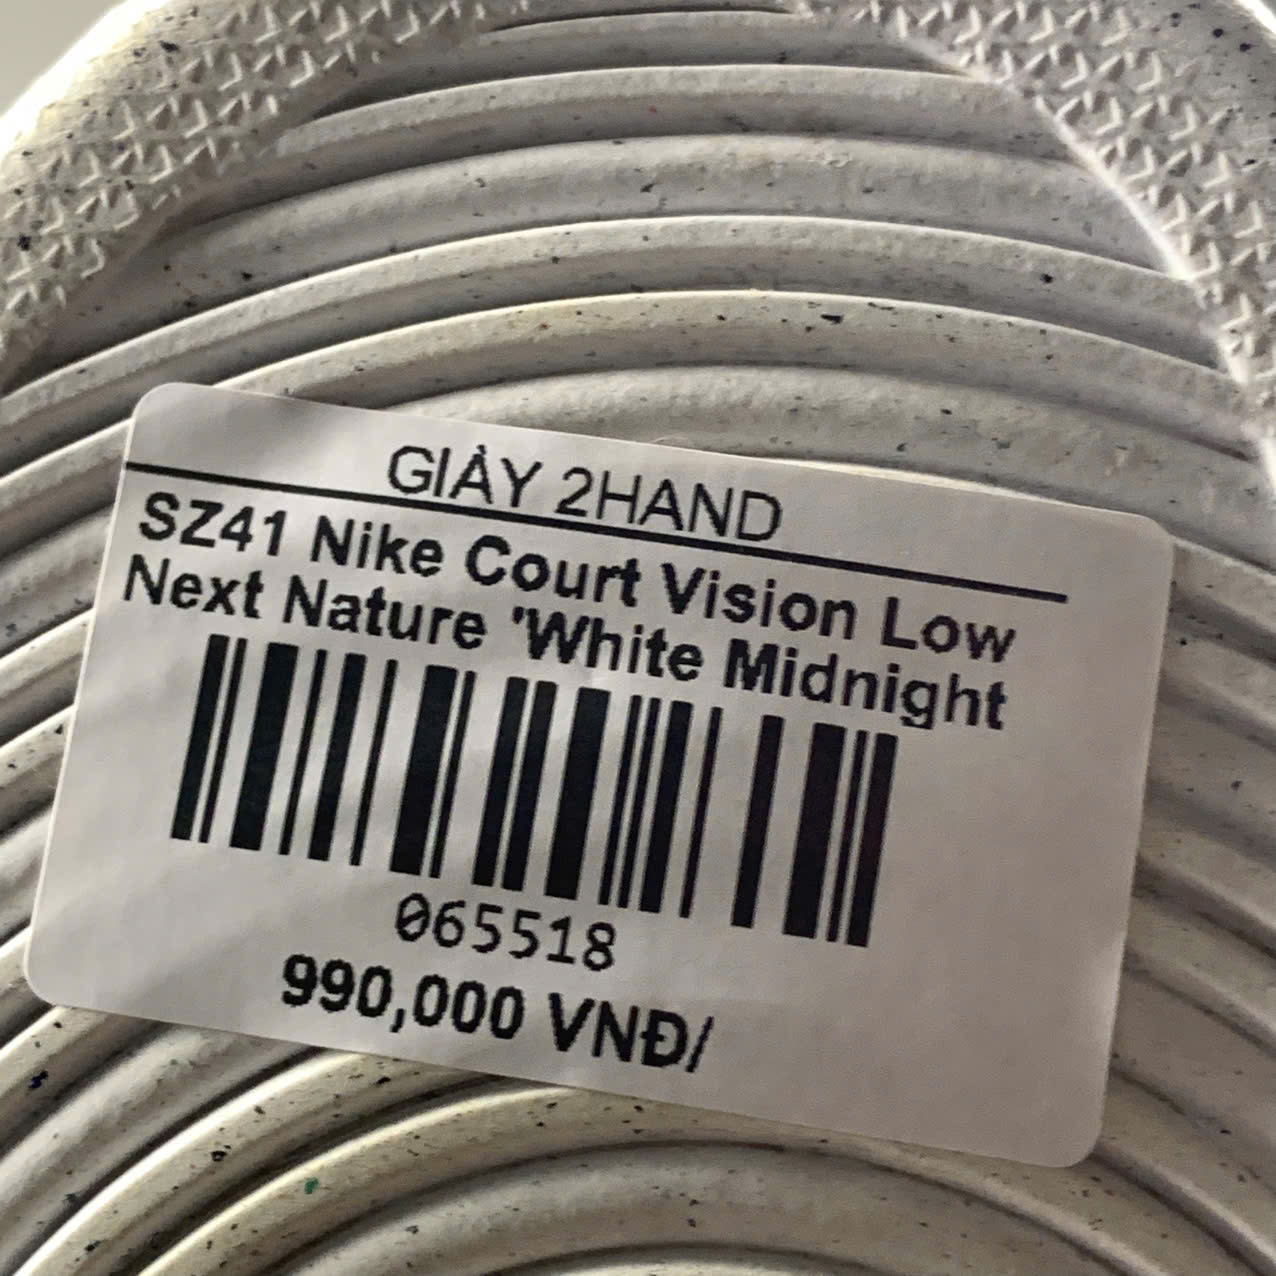 GIÀY 2HAND
SZ41 Nike Court Vision Low
Next Nature 'White Midnight
065518
990,000 VNĐ/